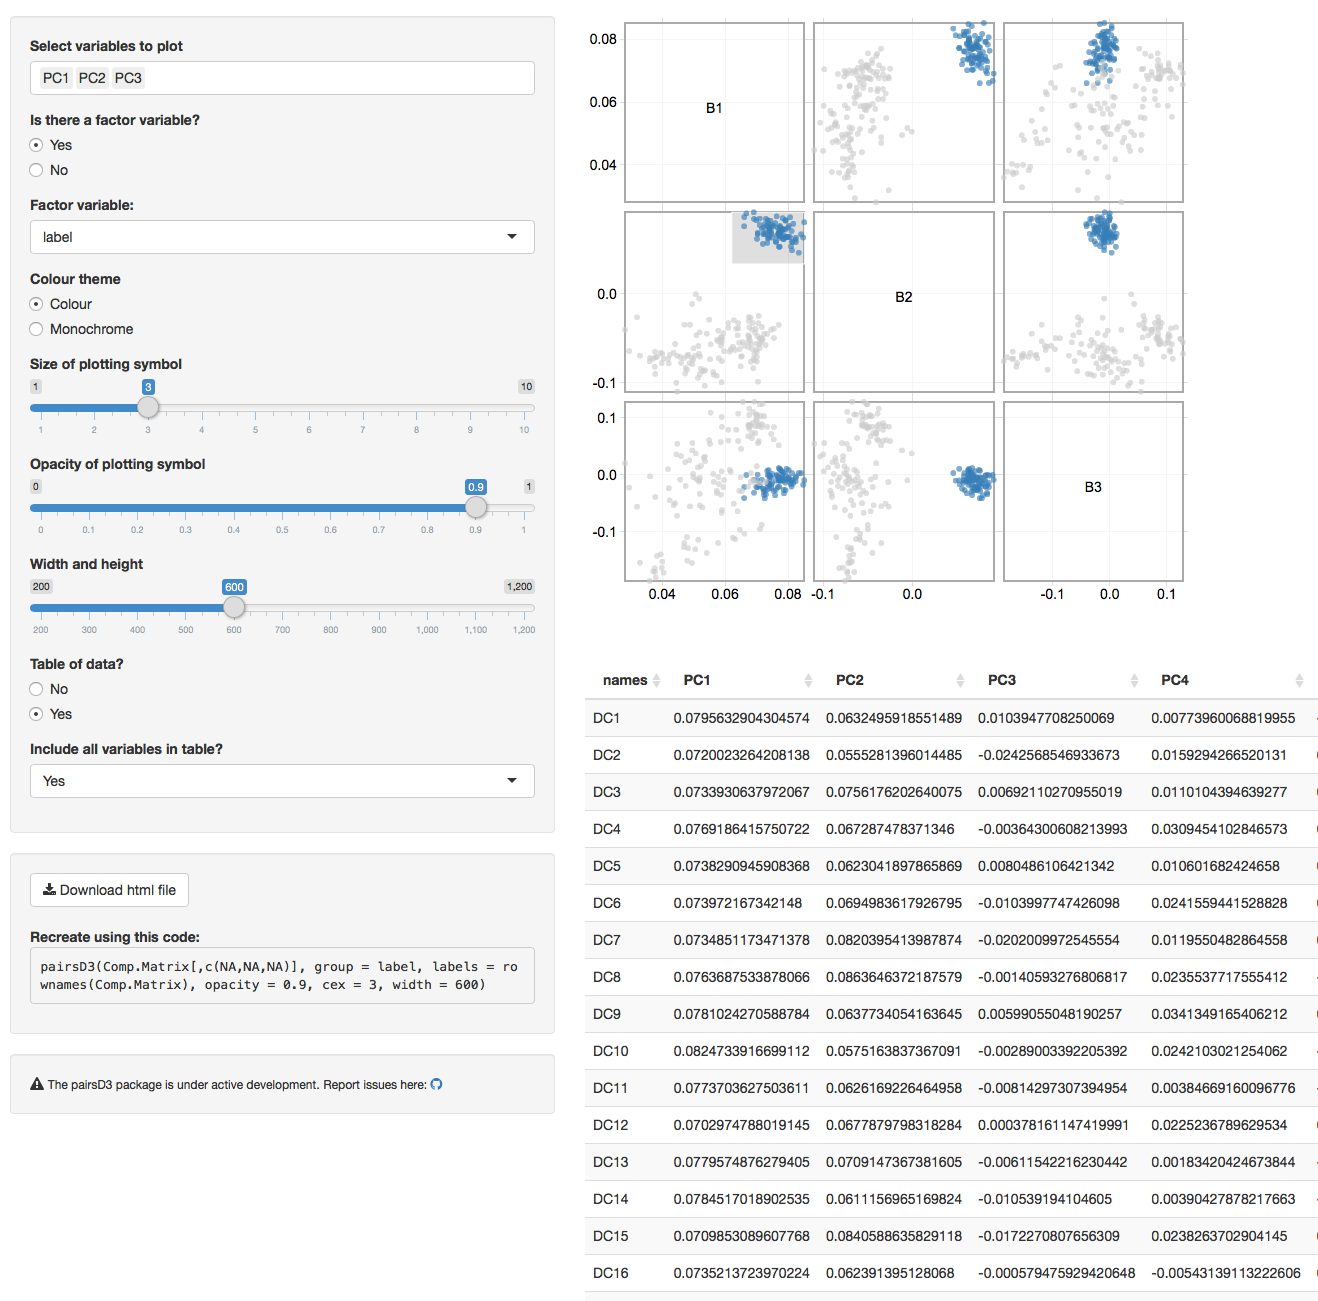 Select variables to plot
PC1 PC2 PC3
Is there a factor variable?
Yes
No
Factor variable:
label
Colour theme
Colour
Monochrome
Size of plotting symbol
1 3 10
1 2 3 4 5 6 7 8 9 10
Opacity of plotting symbol
0 0.9 1
0 0.1 0.2 0.3 0.4 0.5 0.6 0.7 0.8 0.9 1
Width and height
200 600 1,200
200 300 400 500 600 700 800 900 1,000 1,100 1,200
Table of data?
No
Yes
Include all variables in table?
Yes
Download html file
Recreate using this code:
pairsD3(Comp.Matrix[,c(NA,NA,NA)], group = label, labels = ro
wnames(Comp.Matrix), opacity = 0.9, cex = 3, width = 600)
The pairsD3 package is under active development. Report issues here:
0.08
0.06
0.04
B1
0.0
-0.1
B2
0.1
0.0
-0.1
B3
0.04 0.06 0.08 -0.1 0.0 -0.1 0.0 0.1
names PC1 PC2 PC3 PC4
DC1 0.0795632904304574 0.0632495918551489 0.0103947708250069 0.00773960068819955
DC2 0.0720023264208138 0.0555281396014485 -0.0242568546933673 0.0159294266520131
DC3 0.0733930637972067 0.0756176202640075 0.00692110270955019 0.0110104394639277
DC4 0.0769186415750722 0.067287478371346 -0.00364300608213993 0.0309454102846573
DC5 0.0738290945908368 0.0623041897865869 0.0080486106421342 0.010601682424658
DC6 0.073972167342148 0.0694983617926795 -0.0103997747426098 0.0241559441528828
DC7 0.0734851173471378 0.0820395413987874 -0.0202009972545554 0.0119550482864558
DC8 0.0763687533878066 0.0863646372187579 -0.00140593276806817 0.0235537717555412
DC9 0.0781024270588784 0.0637734054163645 0.00599055048190257 0.0341349165406212
DC10 0.0824733916699112 0.0575163837367091 -0.00289003392205392 0.0242103021254062
DC11 0.0773703627503611 0.0626169226464958 -0.00814297307394954 0.00384669160096776
DC12 0.0702974788019145 0.0677879798318284 0.000378161147419991 0.0225236789629534
DC13 0.0779574876279405 0.0709147367381605 -0.00611542216230442 0.00183420424673844
DC14 0.0784517018902535 0.0611156965169824 -0.010539194104605 0.00390427878217663
DC15 0.0709853089607768 0.0840588635829118 -0.0172270807656309 0.0238263702904145
DC16 0.0735213723970224 0.062391395128068 -0.000579475929420648 -0.00543139113222606